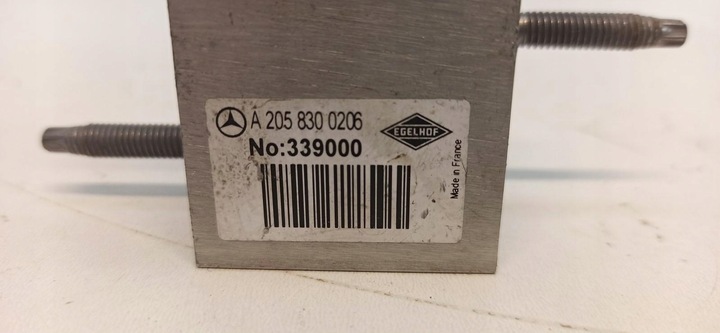 A 205 830 0206
EGELHOF
No:339000
Made in France